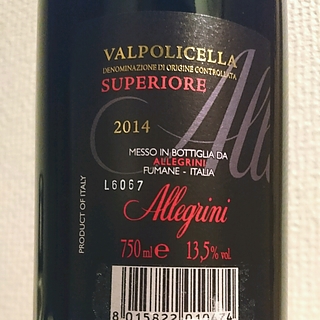 VALPOLICELLA
DENOMINAZIONE DI ORIGINE CONTROLLATA
SUPERIORE
2014
MESSO IN BOTTIGLIA DA
ALLEGRINI
FUMANE - ITALIA
L6067
PRODUCT OF ITALY
Allegrini
750 ml e 13,5% vol.